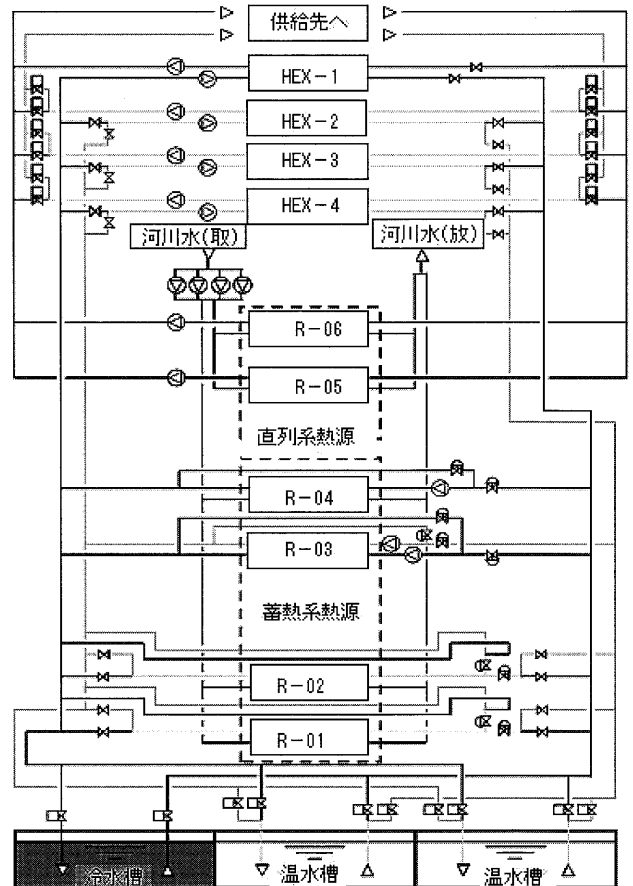 供給先へ
HEX-1
HEX-2
HEX-3
HEX-4
河川水(取)
河川水(放)
R-06
R-05
直列系熱源
R-04
R-03
蓄熱系熱源
R-02
R-01
冷水槽
温水槽
温水槽